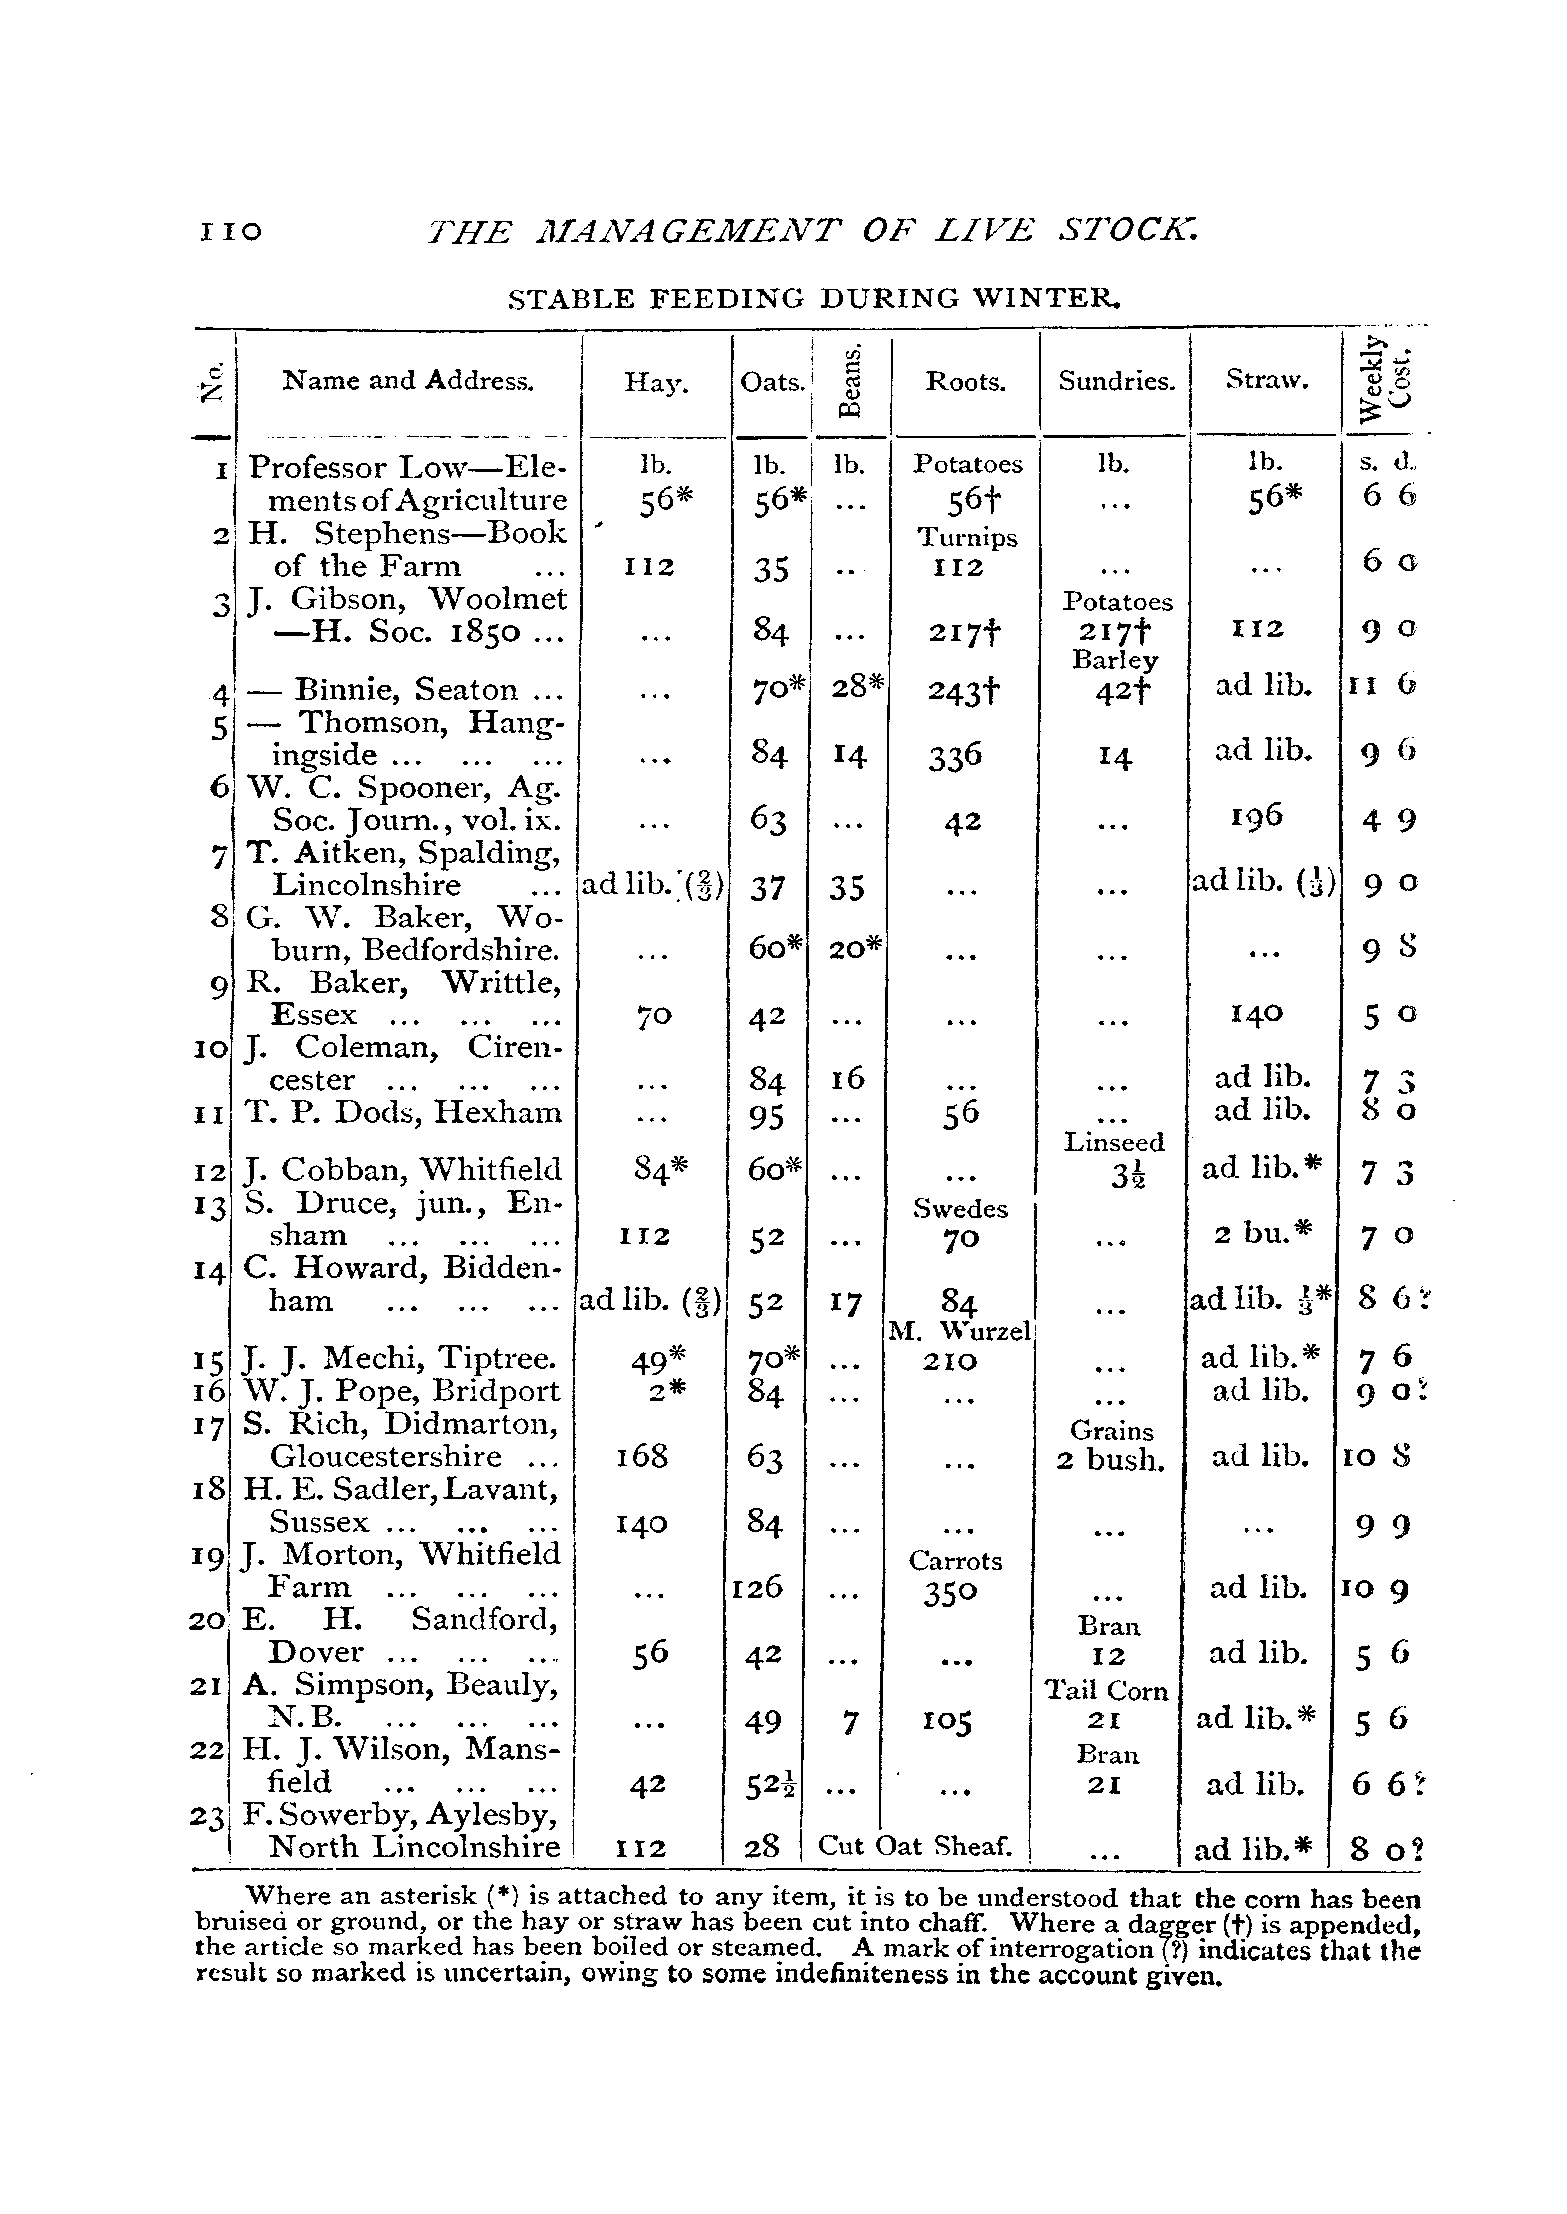 110 THE MANAGEMENT OF LIVE STOCK.
STABLE FEEDING DURING WINTER.
No. Name and Address. Hay. Oats. Beans. Roots. Sundries. Straw. Weekly Cost.
1 Professor Low—Ele- lb. lb. lb. Potatoes lb. lb. s. d.
ments of Agriculture 56* 56* ... 56† ... 56* 6 6
2 H. Stephens—Book Turnips
of the Farm ... 112 35 .. 112 ... ... 6 0
3 J. Gibson, Woolmet Potatoes
—H. Soc. 1850 ... ... 84 ... 217† 217† 112 9 0
Barley
4 — Binnie, Seaton ... ... 70* 28* 243† 42† ad lib. 11 6
5 — Thomson, Hang-
ingside ... ... ... ... 84 14 336 14 ad lib. 9 6
6 W. C. Spooner, Ag.
Soc. Journ., vol. ix. ... 63 ... 42 ... 196 4 9
7 T. Aitken, Spalding,
Lincolnshire ... ad lib. (⅔) 37 35 ... ... ad lib. (⅓) 9 0
8 G. W. Baker, Wo-
burn, Bedfordshire. ... 60* 20* ... ... ... 9 8
9 R. Baker, Writtle,
Essex ... ... ... 70 42 ... ... ... 140 5 0
10 J. Coleman, Ciren-
cester ... ... ... ... 84 16 ... ... ad lib. 7 3
11 T. P. Dods, Hexham ... 95 ... 56 ... ad lib. 8 0
Linseed
12 J. Cobban, Whitfield 84* 60* ... ... 3½ ad lib.* 7 3
13 S. Druce, jun., En- Swedes
sham ... ... ... 112 52 ... 70 ... 2 bu.* 7 0
14 C. Howard, Bidden-
ham ... ... ... ad lib. (⅔) 52 17 84 ... ad lib. ⅓* 8 6?
M. Wurzel
15 J. J. Mechi, Tiptree. 49* 70* ... 210 ... ad lib.* 7 6
16 W. J. Pope, Bridport 2* 84 ... ... ... ad lib. 9 0?
17 S. Rich, Didmarton, Grains
Gloucestershire ... 168 63 ... ... 2 bush. ad lib. 10 8
18 H. E. Sadler, Lavant,
Sussex ... ... ... 140 84 ... ... ... ... 9 9
19 J. Morton, Whitfield Carrots
Farm ... ... ... ... 126 ... 350 ... ad lib. 10 9
20 E. H. Sandford, Bran
Dover ... ... ... 56 42 ... ... 12 ad lib. 5 6
21 A. Simpson, Beauly, Tail Corn
N.B. ... ... ... ... 49 7 105 21 ad lib.* 5 6
22 H. J. Wilson, Mans- Bran
field ... ... ... 42 52½ ... ... 21 ad lib. 6 6?
23 F. Sowerby, Aylesby,
North Lincolnshire 112 28 Cut Oat Sheaf. ... ad lib.* 8 0?
Where an asterisk (*) is attached to any item, it is to be understood that the corn has been
bruised or ground, or the hay or straw has been cut into chaff. Where a dagger (†) is appended,
the article so marked has been boiled or steamed. A mark of interrogation (?) indicates that the
result so marked is uncertain, owing to some indefiniteness in the account given.